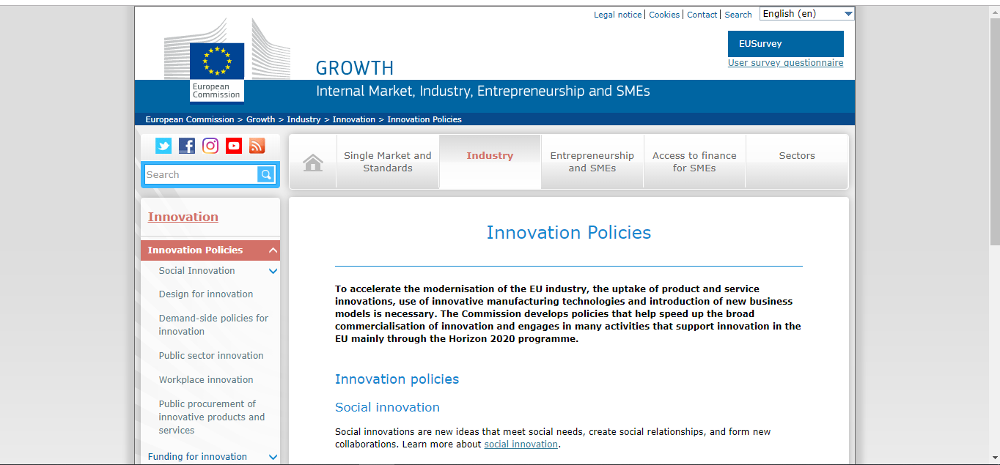 Legal notice | Cookies | Contact | Search English (en)
EUSurvey
User survey questionnaire
GROWTH
European
Commission
Internal Market, Industry, Entrepreneurship and SMEs
European Commission > Growth > Industry > Innovation > Innovation Policies
Search
Single Market and
Standards
Industry
Entrepreneurship
and SMEs
Access to finance
for SMEs
Sectors
Innovation
Innovation Policies
Social Innovation
Design for innovation
Demand-side policies for
innovation
Public sector innovation
Workplace innovation
Public procurement of
innovative products and
services
Funding for innovation
Innovation Policies
To accelerate the modernisation of the EU industry, the uptake of product and service
innovations, use of innovative manufacturing technologies and introduction of new business
models is necessary. The Commission develops policies that help speed up the broad
commercialisation of innovation and engages in many activities that support innovation in the
EU mainly through the Horizon 2020 programme.
Innovation policies
Social innovation
Social innovations are new ideas that meet social needs, create social relationships, and form new
collaborations. Learn more about social innovation.